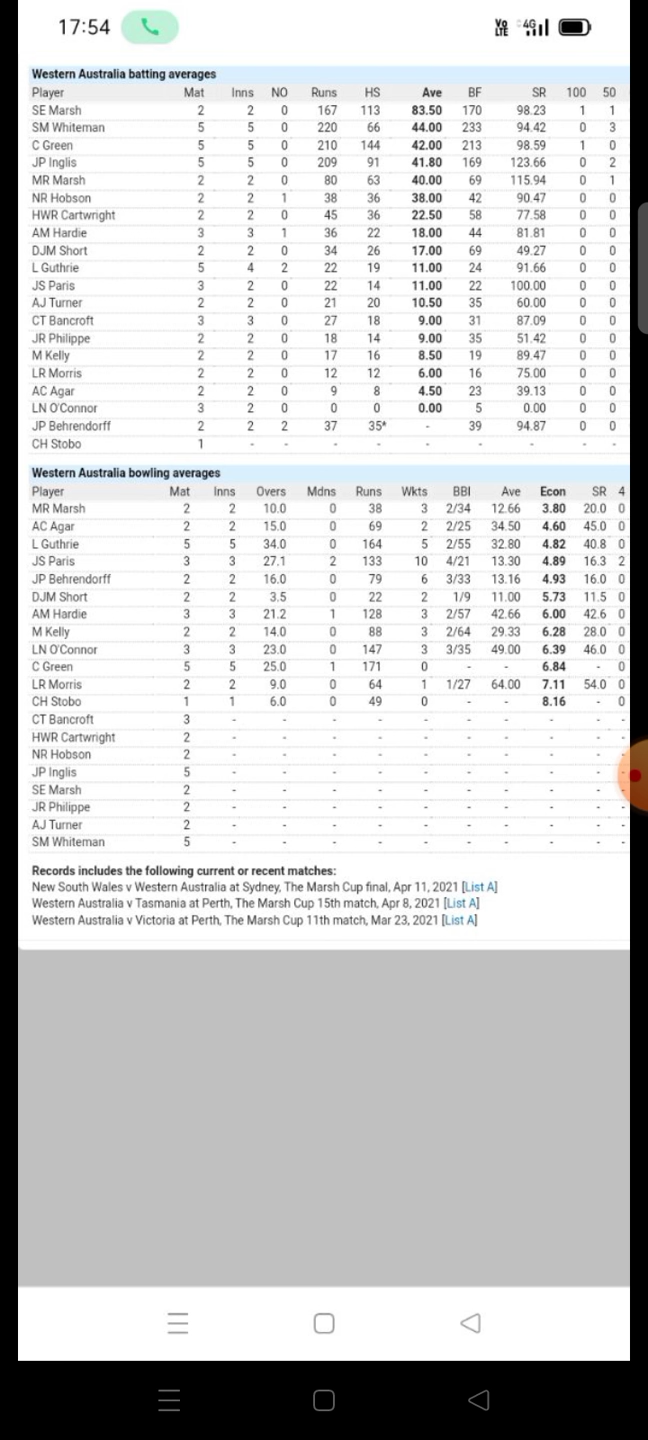 17:54
Vo LTE 4G
Western Australia batting averages
Player Mat Inns NO Runs HS Ave BF SR 100 50
SE Marsh 2 2 0 167 113 83.50 170 98.23 1 1
SM Whiteman 5 5 0 220 66 44.00 233 94.42 0 3
C Green 5 5 0 210 144 42.00 213 98.59 1 0
JP Inglis 5 5 0 209 91 41.80 169 123.66 0 2
MR Marsh 2 2 0 80 63 40.00 69 115.94 0 1
NR Hobson 2 2 1 38 36 38.00 42 90.47 0 0
HWR Cartwright 2 2 0 45 36 22.50 58 77.58 0 0
AM Hardie 3 3 1 36 22 18.00 44 81.81 0 0
DJM Short 2 2 0 34 26 17.00 69 49.27 0 0
L Guthrie 5 4 2 22 19 11.00 24 91.66 0 0
JS Paris 3 2 0 22 14 11.00 22 100.00 0 0
AJ Turner 2 2 0 21 20 10.50 35 60.00 0 0
CT Bancroft 3 3 0 27 18 9.00 31 87.09 0 0
JR Philippe 2 2 0 18 14 9.00 35 51.42 0 0
M Kelly 2 2 0 17 16 8.50 19 89.47 0 0
LR Morris 2 2 0 12 12 6.00 16 75.00 0 0
AC Agar 2 2 0 9 8 4.50 23 39.13 0 0
LN O'Connor 3 2 0 0 0 0.00 5 0.00 0 0
JP Behrendorff 2 2 2 37 35* - 39 94.87 0 0
CH Stobo 1 - - - - - - - - -
Western Australia bowling averages
Player Mat Inns Overs Mdns Runs Wkts BBI Ave Econ SR 4
MR Marsh 2 2 10.0 0 38 3 2/34 12.66 3.80 20.0 0
AC Agar 2 2 15.0 0 69 2 2/25 34.50 4.60 45.0 0
L Guthrie 5 5 34.0 0 164 5 2/55 32.80 4.82 40.8 0
JS Paris 3 3 27.1 2 133 10 4/21 13.30 4.89 16.3 2
JP Behrendorff 2 2 16.0 0 79 6 3/33 13.16 4.93 16.0 0
DJM Short 2 2 3.5 0 22 2 1/9 11.00 5.73 11.5 0
AM Hardie 3 3 21.2 1 128 3 2/57 42.66 6.00 42.6 0
M Kelly 2 2 14.0 0 88 3 2/64 29.33 6.28 28.0 0
LN O'Connor 3 3 23.0 0 147 3 3/35 49.00 6.39 46.0 0
C Green 5 5 25.0 1 171 0 - - 6.84 - 0
LR Morris 2 2 9.0 0 64 1 1/27 64.00 7.11 54.0 0
CH Stobo 1 1 6.0 0 49 0 - - 8.16 - 0
CT Bancroft 3 - - - - - - - - - -
HWR Cartwright 2 - - - - - - - - - -
NR Hobson 2 - - - - - - - - - -
JP Inglis 5 - - - - - - - - - -
SE Marsh 2 - - - - - - - - - -
JR Philippe 2 - - - - - - - - - -
AJ Turner 2 - - - - - - - - - -
SM Whiteman 5 - - - - - - - - - -
Records includes the following current or recent matches:
New South Wales v Western Australia at Sydney, The Marsh Cup final, Apr 11, 2021 [List A]
Western Australia v Tasmania at Perth, The Marsh Cup 15th match, Apr 8, 2021 [List A]
Western Australia v Victoria at Perth, The Marsh Cup 11th match, Mar 23, 2021 [List A]